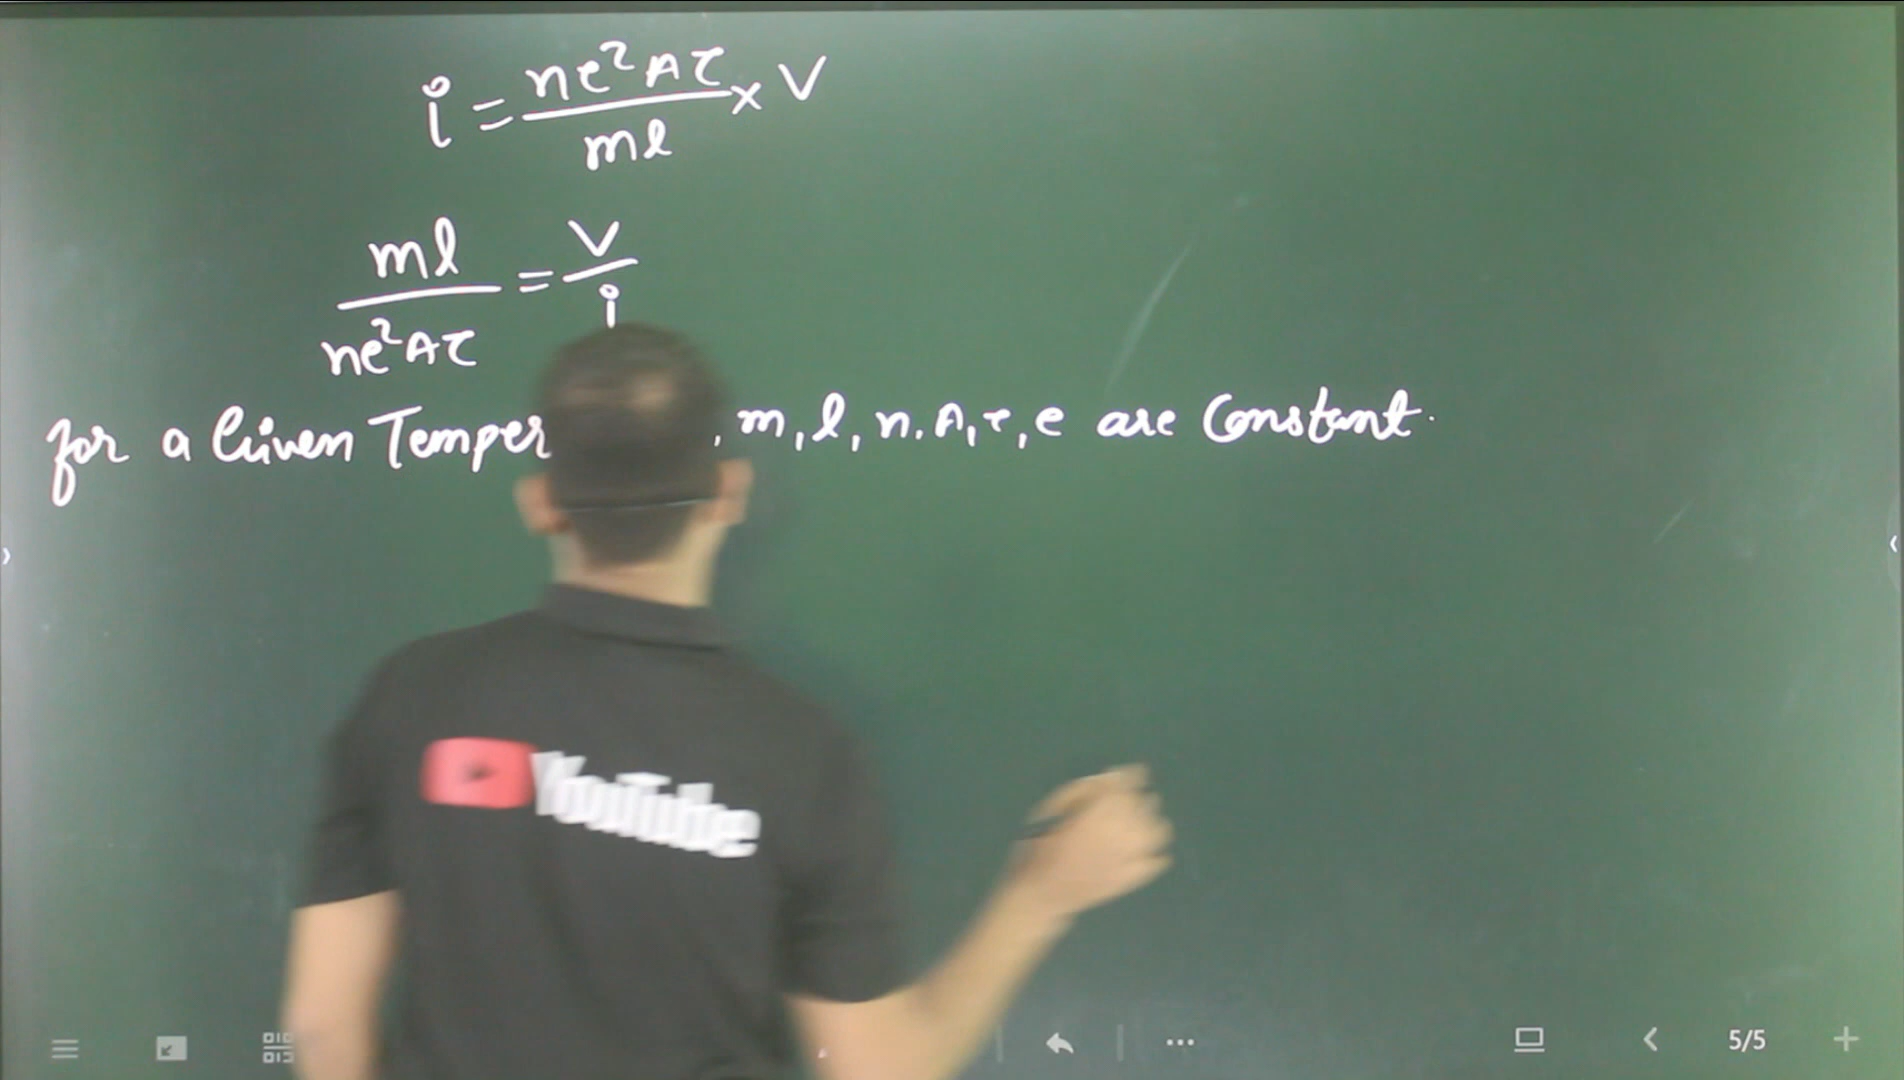 i = ne²Aτ/ml × V
ml/ne²Aτ = V/i
for a Given Temper , m, l, n, A, τ, e are Constant.
YouTube
5/5